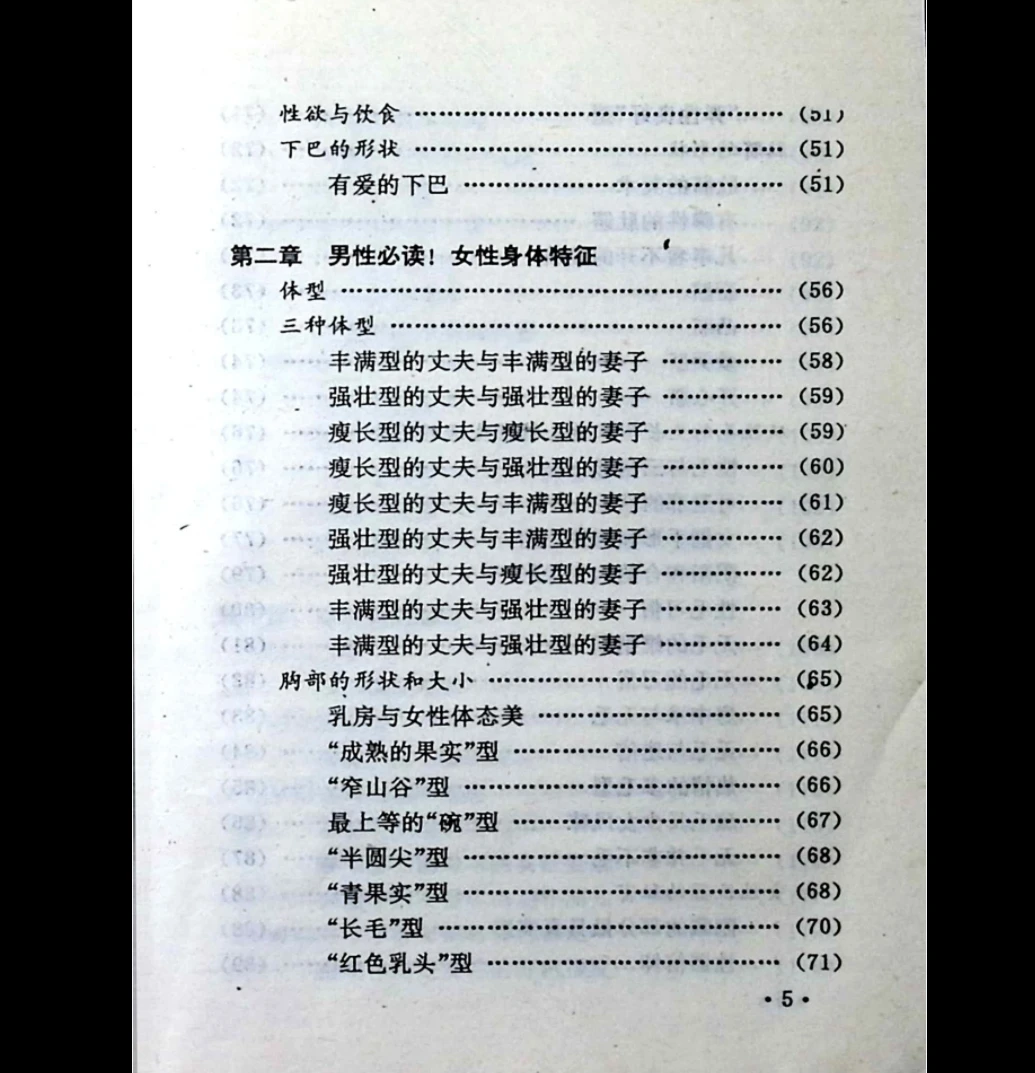 性欲与饮食 ………………………………………… (51)
下巴的形状 ………………………………………… (51)
有爱的下巴 …………………………………… (51)
第二章 男性必读！女性身体特征
体型 ………………………………………………… (56)
三种体型 …………………………………………… (56)
丰满型的丈夫与丰满型的妻子 …………… (58)
强壮型的丈夫与强壮型的妻子 …………… (59)
瘦长型的丈夫与瘦长型的妻子 …………… (59)
瘦长型的丈夫与强壮型的妻子 …………… (60)
瘦长型的丈夫与丰满型的妻子 …………… (61)
强壮型的丈夫与丰满型的妻子 …………… (62)
强壮型的丈夫与瘦长型的妻子 …………… (62)
丰满型的丈夫与强壮型的妻子 …………… (63)
丰满型的丈夫与强壮型的妻子 …………… (64)
胸部的形状和大小 ………………………………… (65)
乳房与女性体态美 ………………………… (65)
“成熟的果实”型 …………………………… (66)
“窄山谷”型 ………………………………… (66)
最上等的“碗”型 …………………………… (67)
“半圆尖”型 ………………………………… (68)
“青果实”型 ………………………………… (68)
“长毛”型 …………………………………… (70)
“红色乳头”型 ……………………………… (71)
·5·